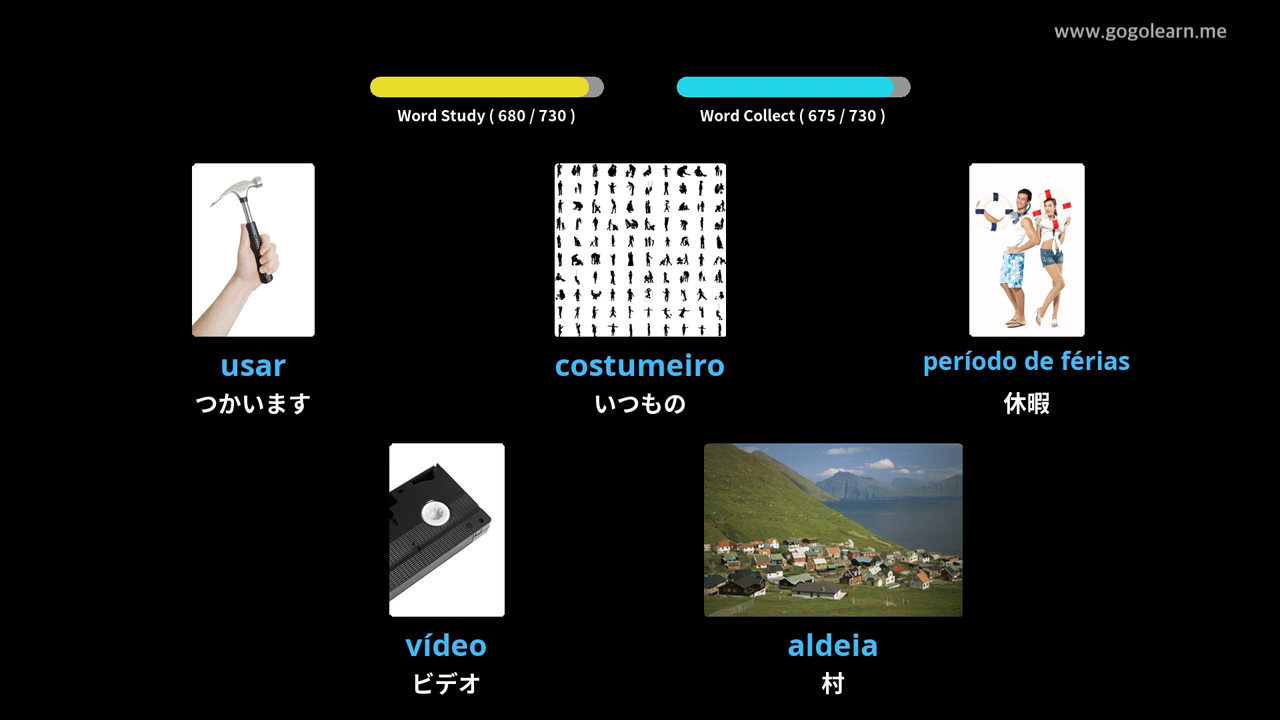 www.gogolearn.me
Word Study ( 680 / 730 )
Word Collect ( 675 / 730 )
usar
costumeiro
período de férias
つかいます
いつもの
休暇
vídeo
aldeia
ビデオ
村